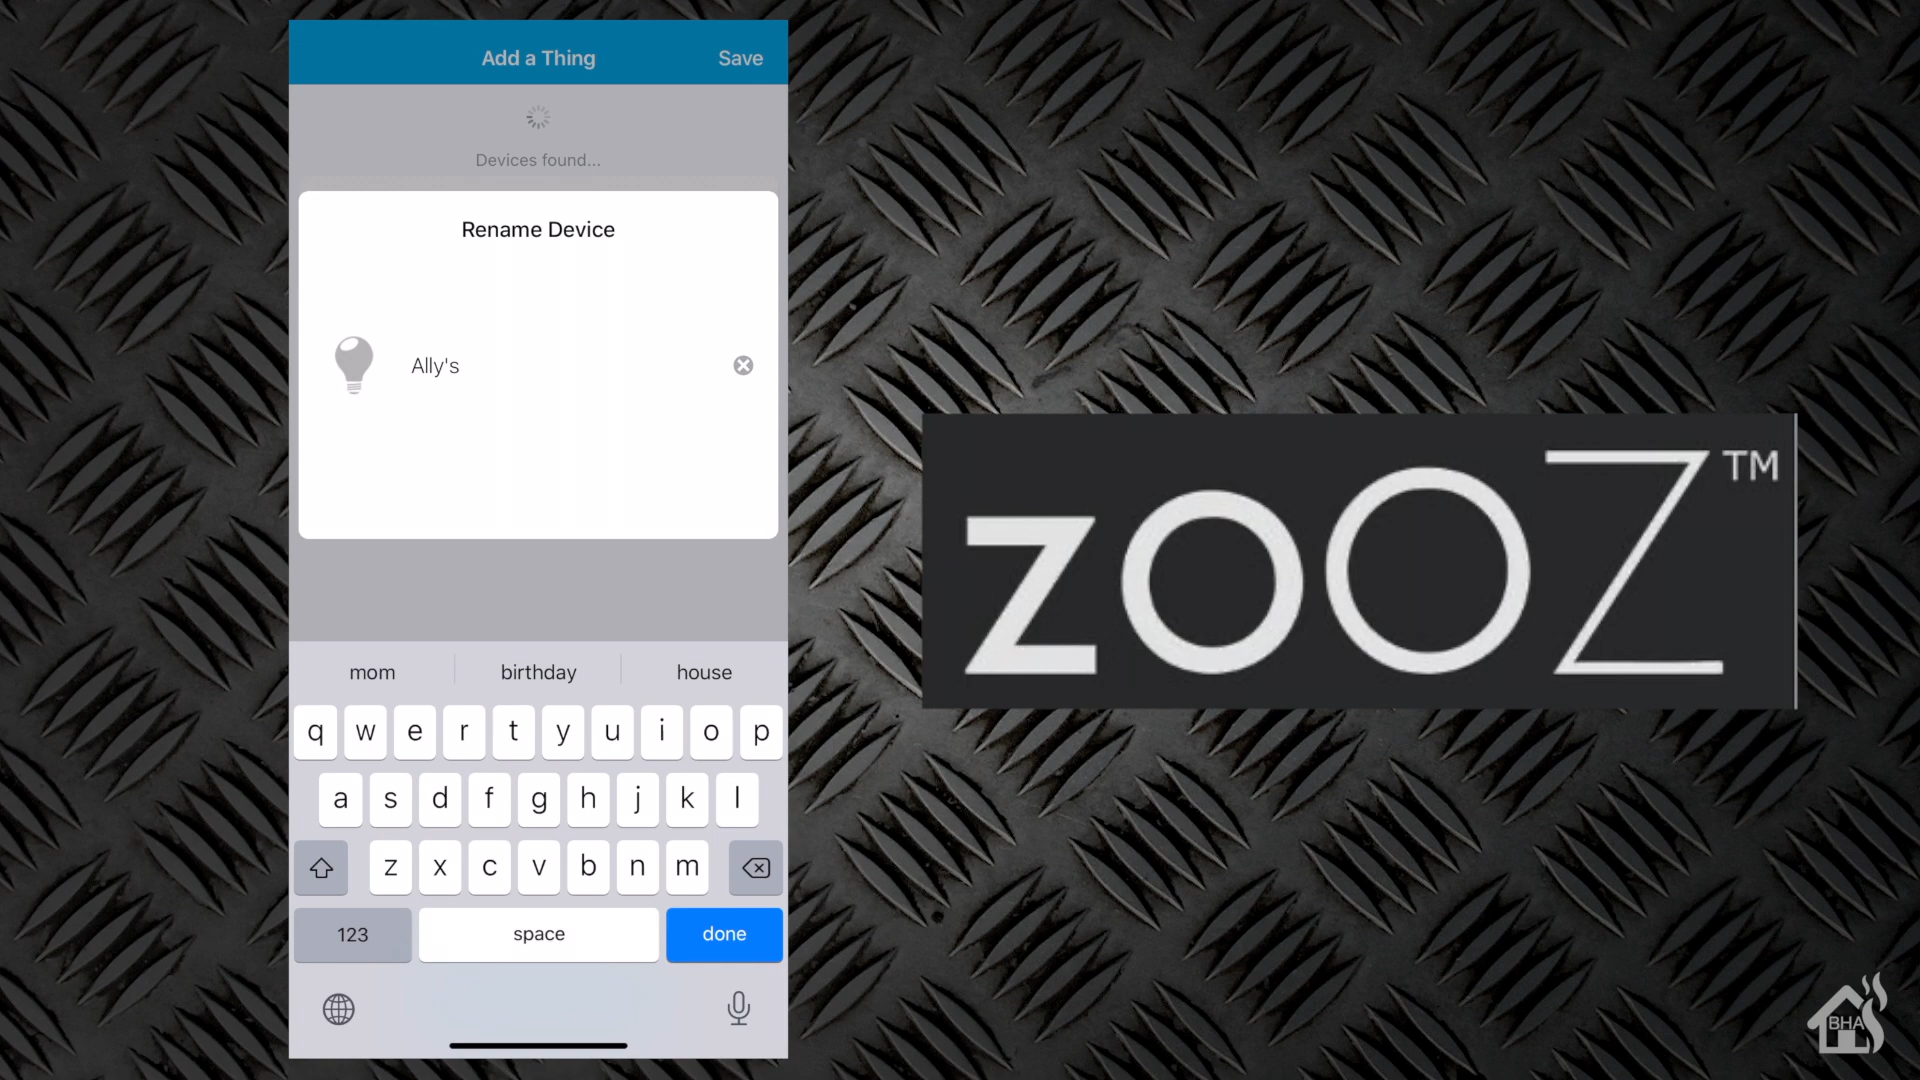 Add a Thing
Save
Devices found...
Rename Device
Ally's
mom
birthday
house
q w e r t y u i o p
a s d f g h j k l
z x c v b n m
123
space
done
zooZ™
BHA